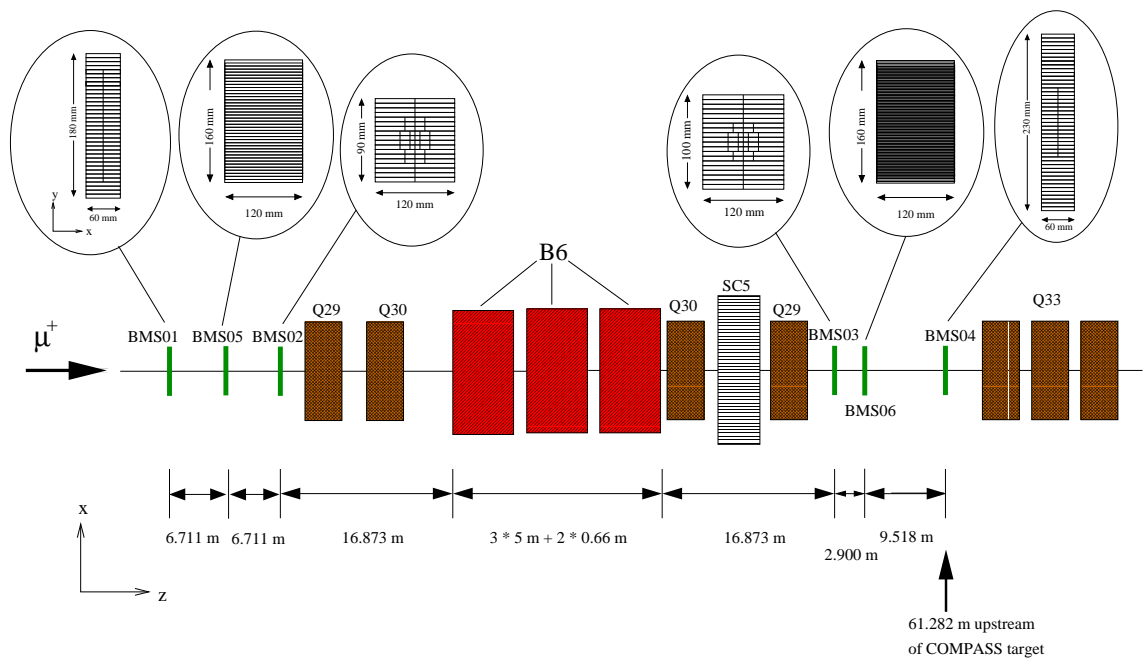 180 mm
60 mm
y
x
160 mm
120 mm
90 mm
120 mm
100 mm
120 mm
160 mm
120 mm
230 mm
60 mm
B6
SC5
Q29
Q30
Q30
Q29
Q33
μ+
BMS01
BMS05
BMS02
BMS03
BMS04
BMS06
x
z
6.711 m
6.711 m
16.873 m
3 * 5 m + 2 * 0.66 m
16.873 m
2.900 m
9.518 m
61.282 m upstream
of COMPASS target